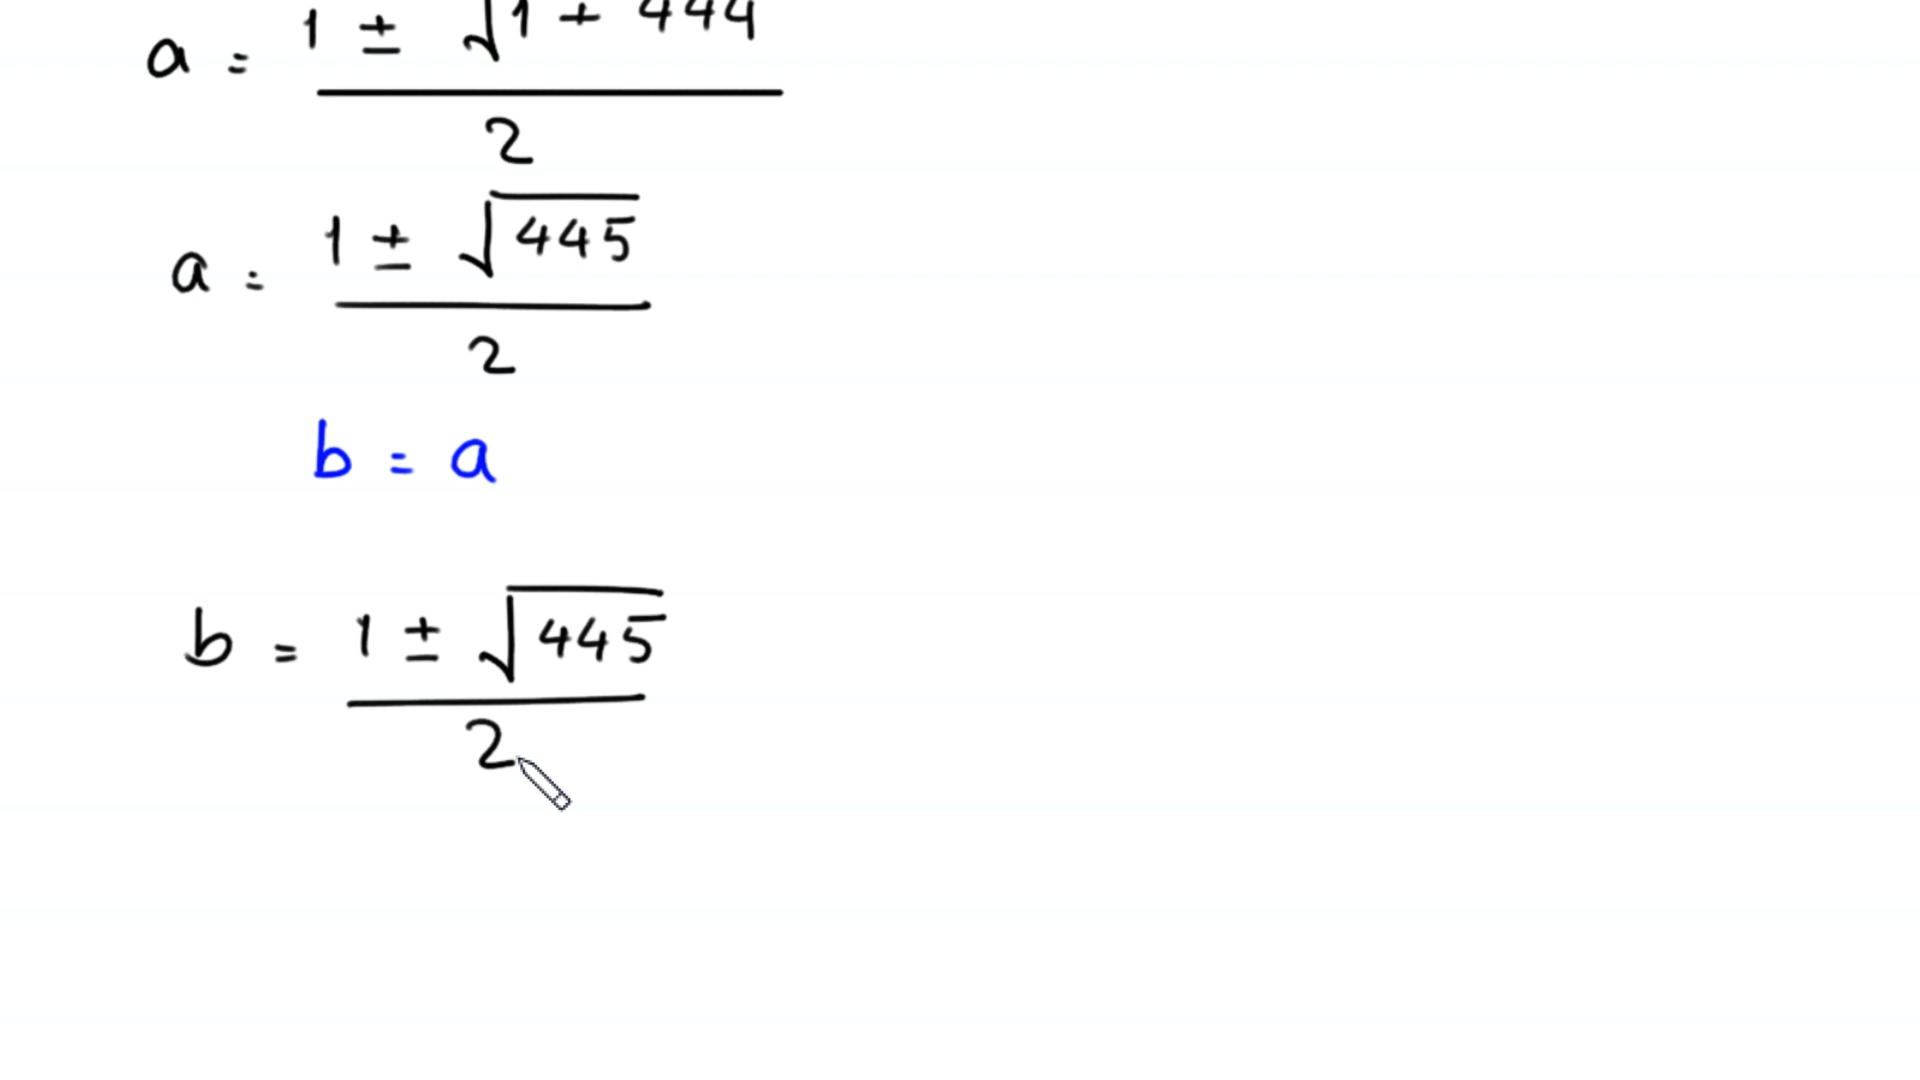 a = 1 ± √1 + 444
2
a = 1 ± √445
2
b = a
b = 1 ± √445
2